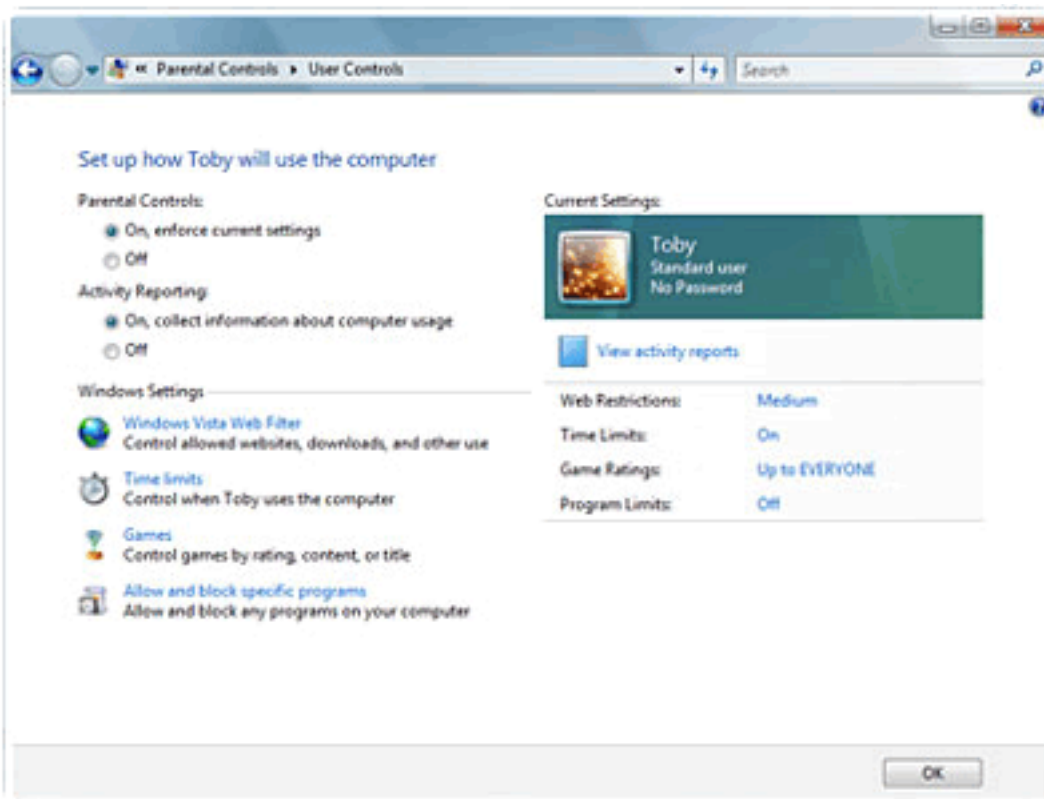 « Parental Controls ▸ User Controls
Search
Set up how Toby will use the computer
Parental Controls:
On, enforce current settings
Off
Activity Reporting:
On, collect information about computer usage
Off
Windows Settings
Windows Vista Web Filter
Control allowed websites, downloads, and other use
Time limits
Control when Toby uses the computer
Games
Control games by rating, content, or title
Allow and block specific programs
Allow and block any programs on your computer
Current Settings:
Toby
Standard user
No Password
View activity reports
Web Restrictions: Medium
Time Limits: On
Game Ratings: Up to EVERYONE
Program Limits: Off
OK